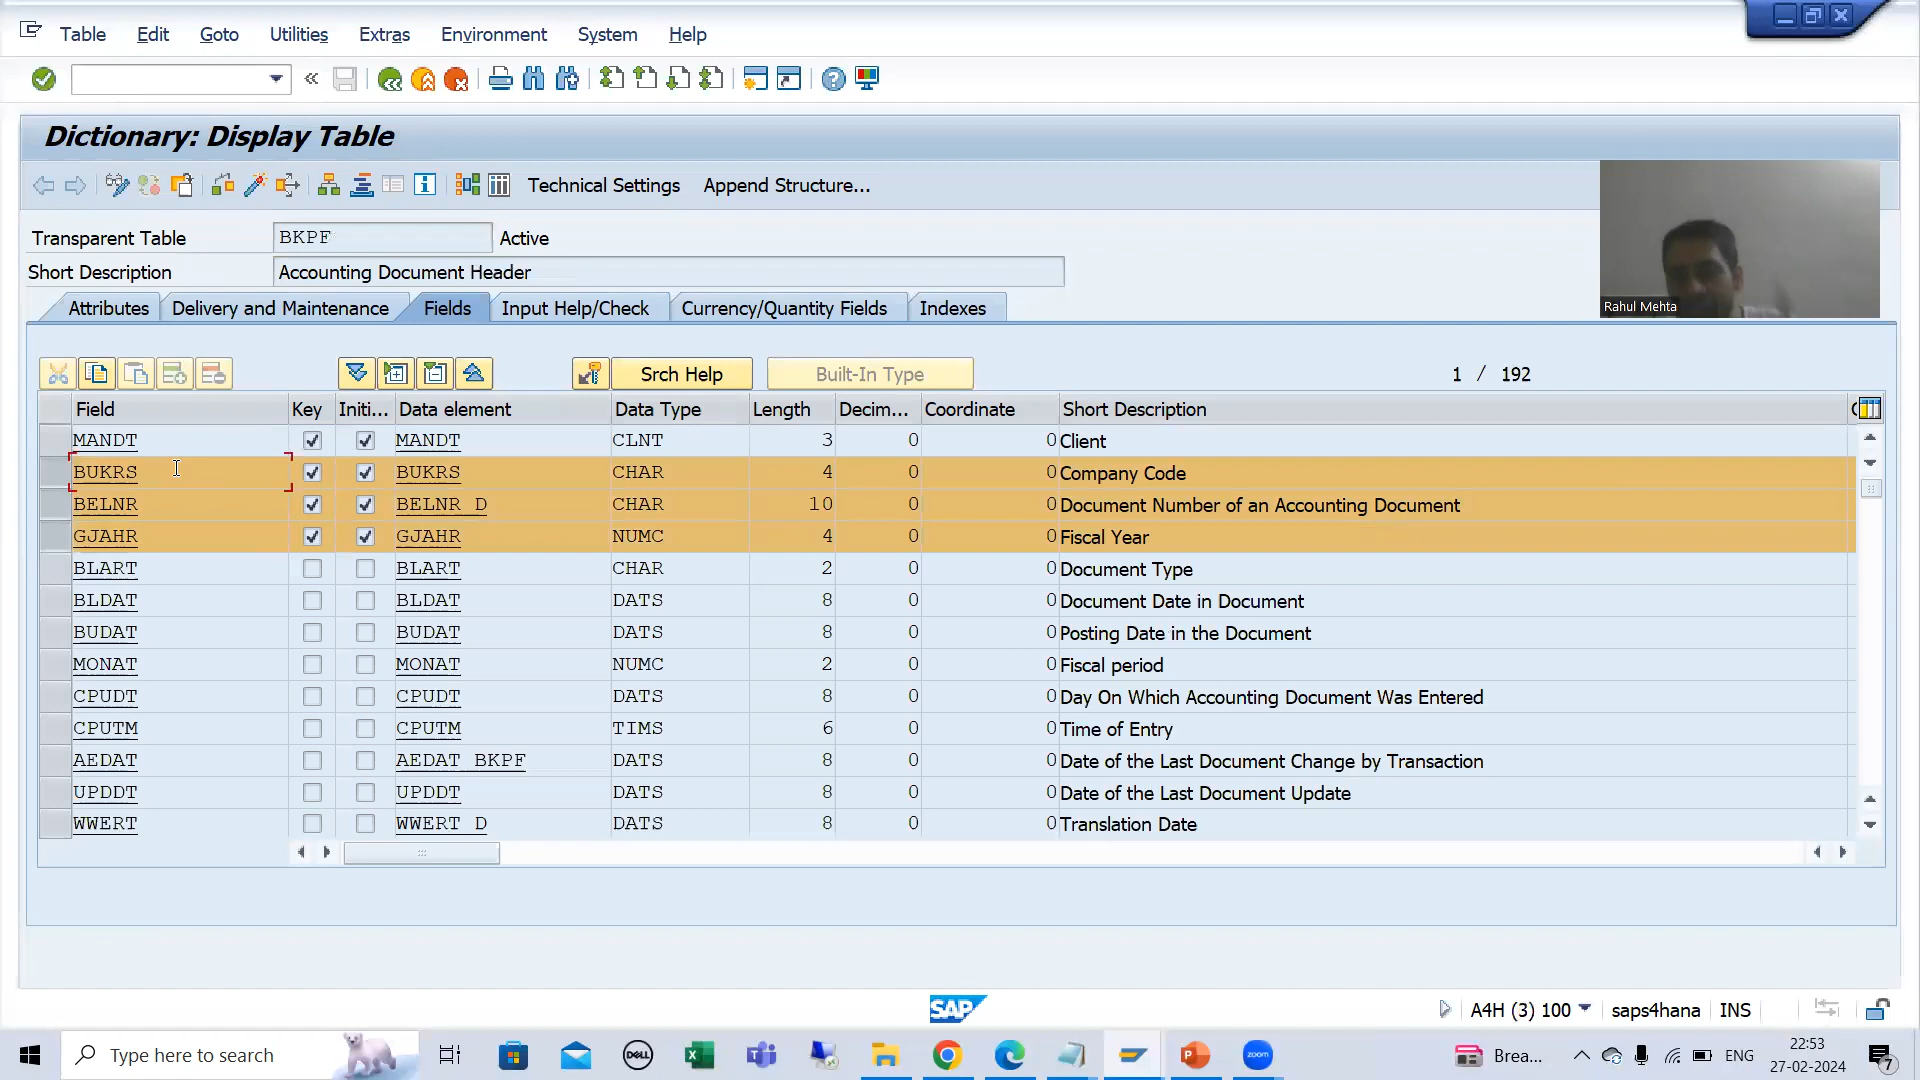 Table Edit Goto Utilities Extras Environment System Help
Dictionary: Display Table
Technical Settings Append Structure...
Transparent Table BKPF Active
Short Description Accounting Document Header
Rahul Mehta
Attributes Delivery and Maintenance Fields Input Help/Check Currency/Quantity Fields Indexes
Srch Help Built-In Type 1 / 192
Field Key Initi... Data element Data Type Length Decim... Coordinate Short Description
MANDT MANDT CLNT 3 0 0 Client
BUKRS BUKRS CHAR 4 0 0 Company Code
BELNR BELNR_D CHAR 10 0 0 Document Number of an Accounting Document
GJAHR GJAHR NUMC 4 0 0 Fiscal Year
BLART BLART CHAR 2 0 0 Document Type
BLDAT BLDAT DATS 8 0 0 Document Date in Document
BUDAT BUDAT DATS 8 0 0 Posting Date in the Document
MONAT MONAT NUMC 2 0 0 Fiscal period
CPUDT CPUDT DATS 8 0 0 Day On Which Accounting Document Was Entered
CPUTM CPUTM TIMS 6 0 0 Time of Entry
AEDAT AEDAT_BKPF DATS 8 0 0 Date of the Last Document Change by Transaction
UPDDT UPDDT DATS 8 0 0 Date of the Last Document Update
WWERT WWERT_D DATS 8 0 0 Translation Date
SAP A4H (3) 100 saps4hana INS
Type here to search DELL zoom Brea... ENG 22:53
27-02-2024 7